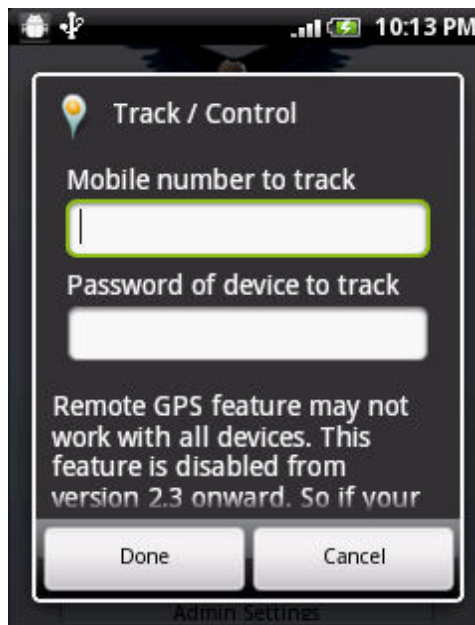 10:13 PM
Track / Control
Mobile number to track
Password of device to track
Remote GPS feature may not
work with all devices. This
feature is disabled from
version 2.3 onward. So if your
Done
Cancel
Admin Settings